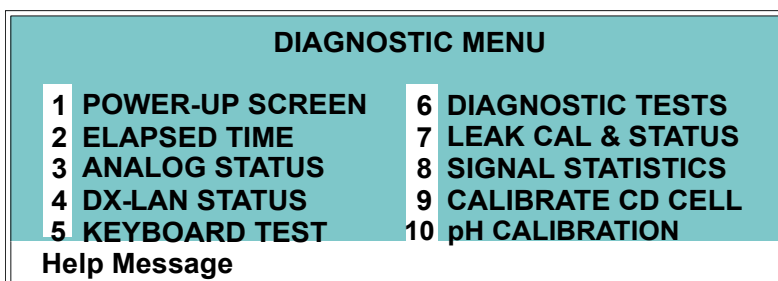 DIAGNOSTIC MENU
1 POWER-UP SCREEN
2 ELAPSED TIME
3 ANALOG STATUS
4 DX-LAN STATUS
5 KEYBOARD TEST
6 DIAGNOSTIC TESTS
7 LEAK CAL & STATUS
8 SIGNAL STATISTICS
9 CALIBRATE CD CELL
10 pH CALIBRATION
Help Message